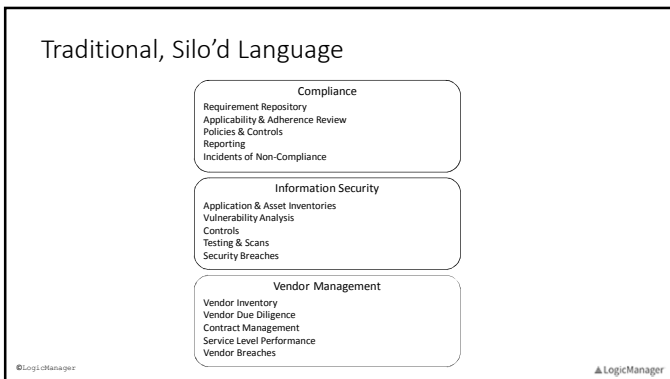 Traditional, Silo'd Language
Compliance
Requirement Repository
Applicability & Adherence Review
Policies & Controls
Reporting
Incidents of Non-Compliance
Information Security
Application & Asset Inventories
Vulnerability Analysis
Controls
Testing & Scans
Security Breaches
Vendor Management
Vendor Inventory
Vendor Due Diligence
Contract Management
Service Level Performance
Vendor Breaches
©LogicManager
LogicManager